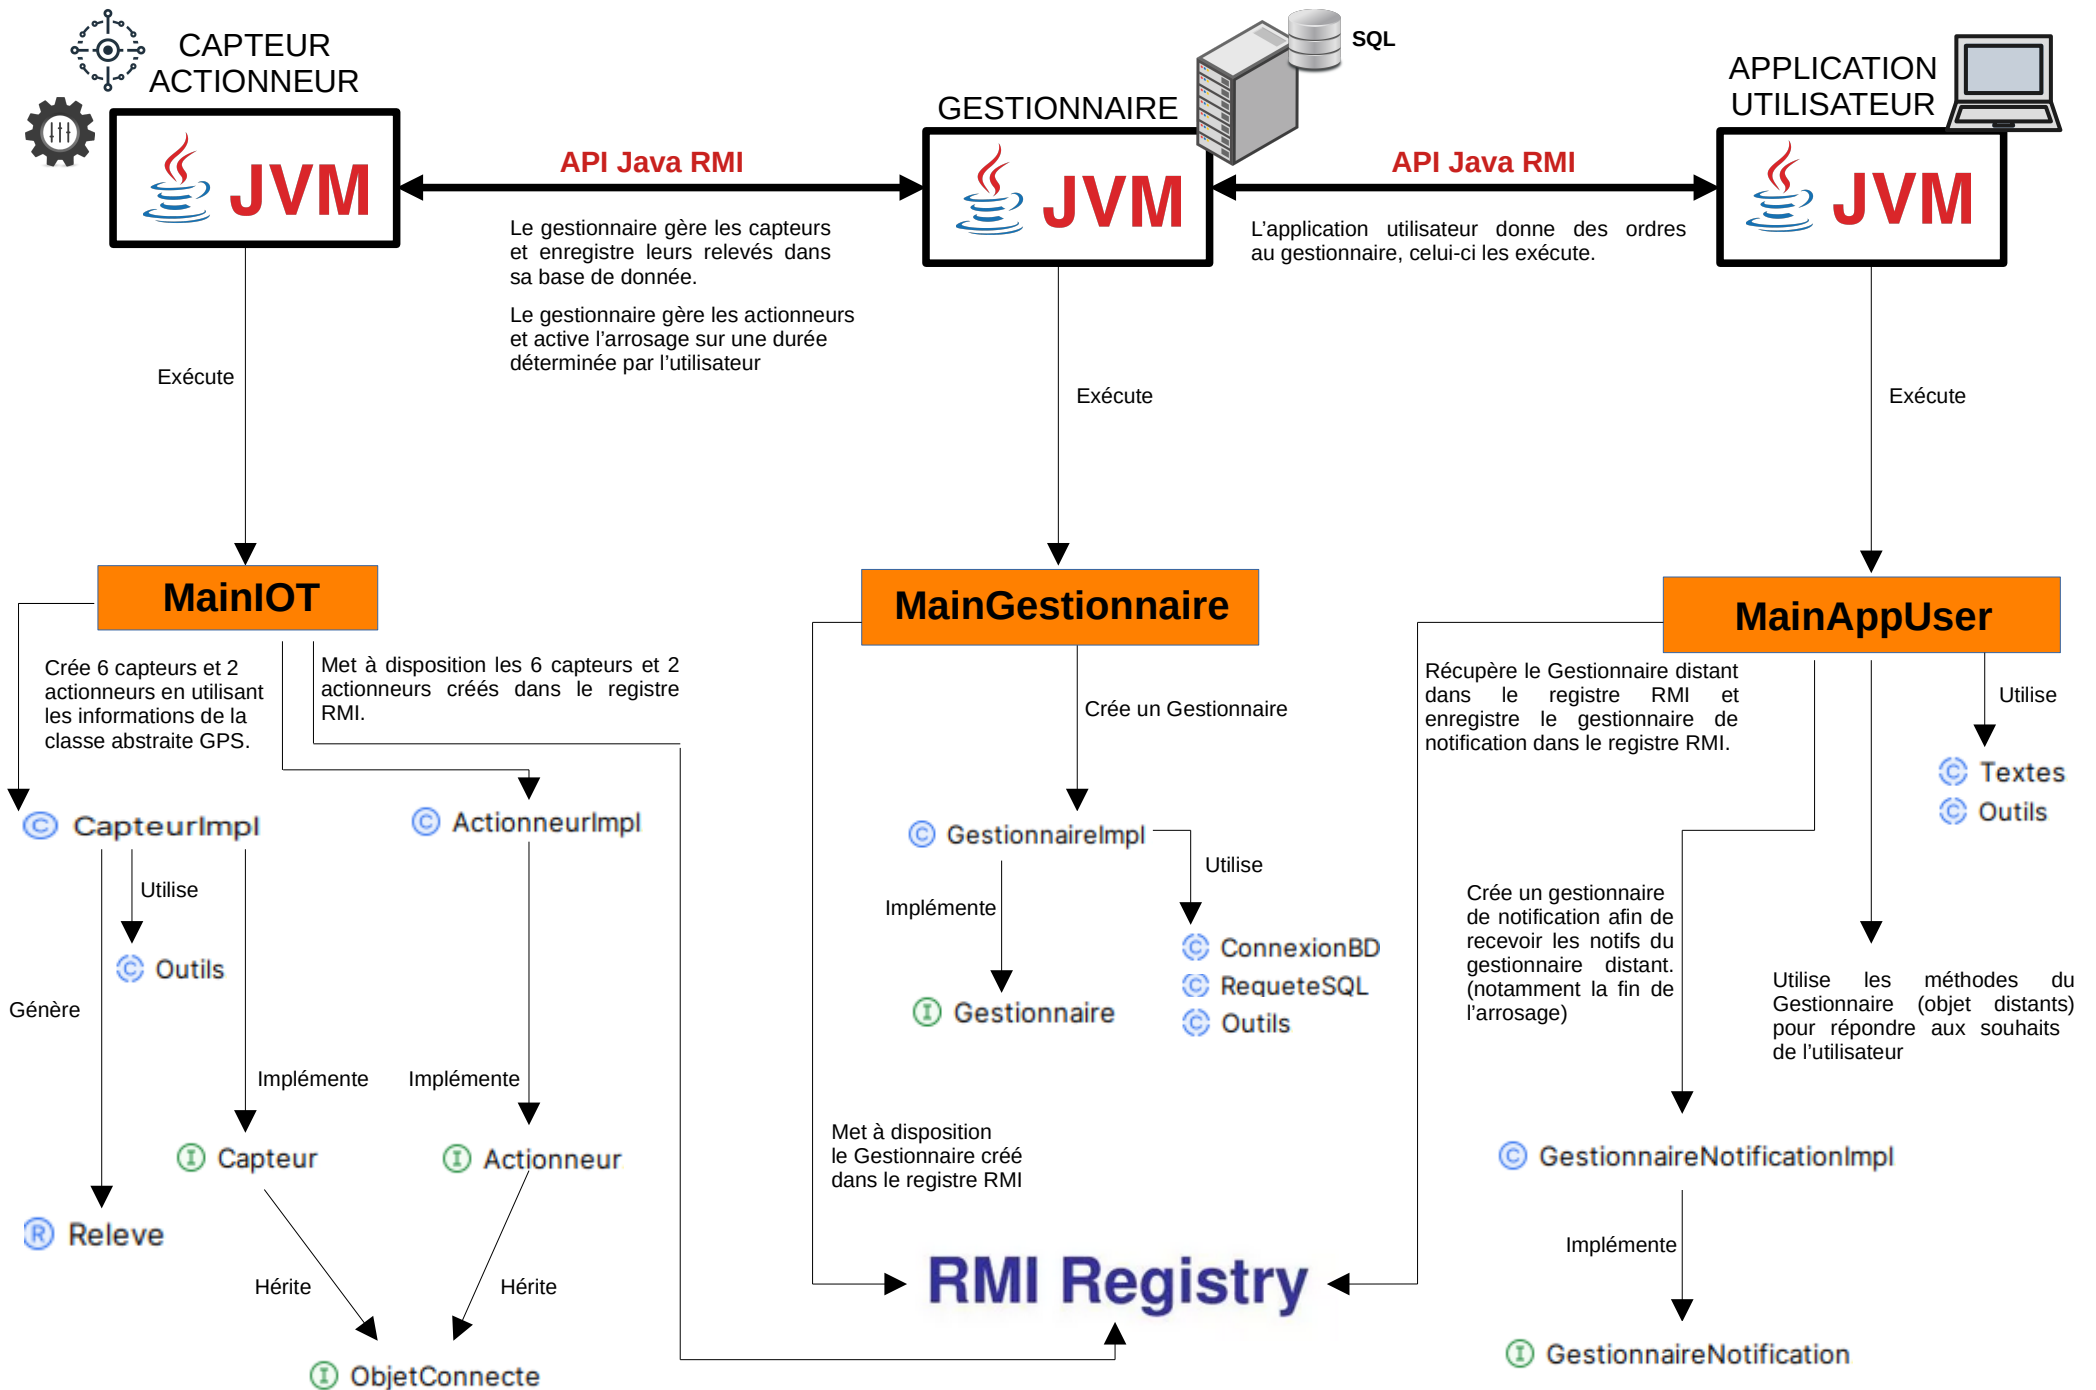 CAPTEUR
ACTIONNEUR
JVM
API Java RMI
Le gestionnaire gère les capteurs
et enregistre leurs relevés dans
sa base de donnée.
Le gestionnaire gère les actionneurs
et active l’arrosage sur une durée
déterminée par l’utilisateur
GESTIONNAIRE
SQL
JVM
API Java RMI
L’application utilisateur donne des ordres
au gestionnaire, celui-ci les exécute.
APPLICATION
UTILISATEUR
JVM
Exécute
Exécute
Exécute
MainIOT
Crée 6 capteurs et 2
actionneurs en utilisant
les informations de la
classe abstraite GPS.
Met à disposition les 6 capteurs et 2
actionneurs créés dans le registre
RMI.
C CapteurImpl
C ActionneurImpl
Utilise
C Outils
Génère
Implémente
Implémente
I Capteur
I Actionneur
R Releve
Hérite
Hérite
I ObjetConnecte
MainGestionnaire
Crée un Gestionnaire
C GestionnaireImpl
Utilise
Implémente
C ConnexionBD
C RequeteSQL
C Outils
I Gestionnaire
Met à disposition
le Gestionnaire créé
dans le registre RMI
RMI Registry
MainAppUser
Récupère le Gestionnaire distant
dans le registre RMI et
enregistre le gestionnaire de
notification dans le registre RMI.
Utilise
C Textes
C Outils
Crée un gestionnaire
de notification afin de
recevoir les notifs du
gestionnaire distant.
(notamment la fin de
l’arrosage)
Utilise les méthodes du
Gestionnaire (objet distants)
pour répondre aux souhaits
de l’utilisateur
C GestionnaireNotificationImpl
Implémente
I GestionnaireNotification